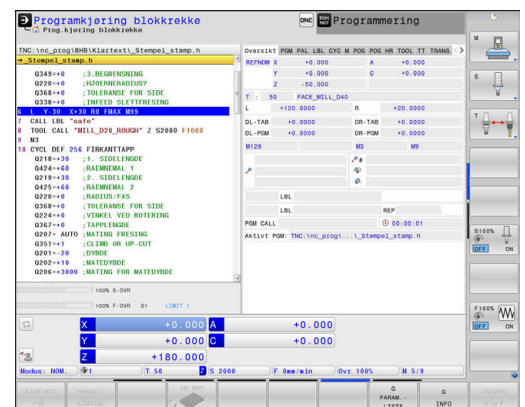 Programkjøring blokkrekke
Prog.kjøring blokkrekke
DNC
Programmering
TNC:\nc_prog\BHB\Klartext\_Stempel_stamp.h
→_Stempel_stamp.h
Q349=+0 ;3.BEGRENSNING
Q220=+0 ;HJOERNERADIUS?
Q368=+0 ;TOLERANSE FOR SIDE
Q338=+0 ;INFEED SLETTFRESING
6 L Y-30 X+30 R0 FMAX M99
7 CALL LBL "safe"
8 TOOL CALL "MILL_D20_ROUGH" Z S2000 F1000
9 M3
10 CYCL DEF 256 FIRKANTTAPP
Q218=+30 ;1. SIDELENGDE
Q424=+60 ;RAEMNEMAL 1
Q219=+30 ;2. SIDELENGDE
Q425=+60 ;RAEMNEMAL 2
Q220=+0 ;RADIUS/FAS
Q368=+0 ;TOLERANSE FOR SIDE
Q224=+0 ;VINKEL VED ROTERING
Q367=+0 ;TAPPLENGDE
Q207= AUTO ;MATING FRESING
Q351=+1 ;CLIMB OR UP-CUT
Q201=-20 ;DYBDE
Q202=+10 ;MATEDYBDE
Q206=+3000 ;MATING FOR MATEDYBDE
100% S-OVR
100% F-OVR S1 LIMIT 1
Oversikt PGM PAL LBL CYC M POS POS HR TOOL TT TRANS
REFNOM X +0.000 A +0.000
Y +0.000 C +0.000
Z -50.000
T : 50 FACE_MILL_D40
L +120.0000 R +20.0000
DL-TAB +0.0000 DR-TAB +0.0000
DL-PGM +0.0000 DR-PGM +0.0000
M120 M5 M9
LBL
LBL REP
PGM CALL 00:00:01
Aktivt PGM: TNC:\nc_prog\...\_Stempel_stamp.h
X +0.000 A +0.000
Y +0.000 C +0.000
Z +180.000
Modus: NOM. 1 T 50 Z S 2000 F 0mm/min Ovr 100% M 5/9
M
S
T
S100%
OFF ON
F100%
OFF ON
Q PARAM.- LISTE
Q INFO